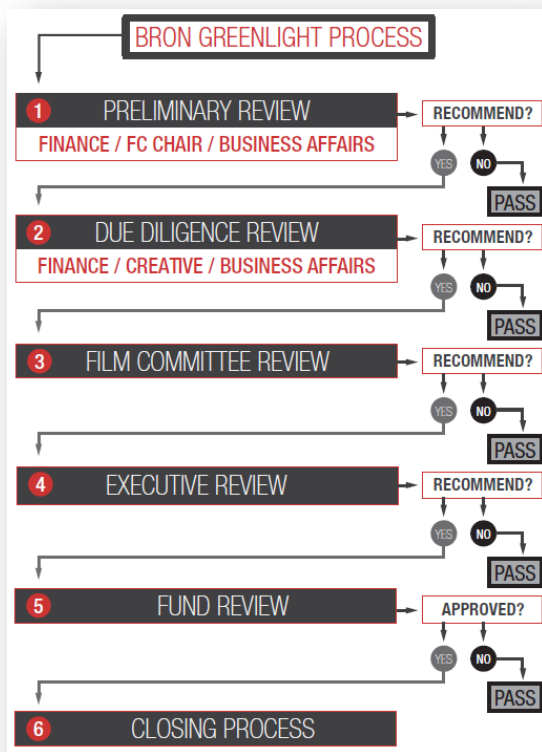 BRON GREENLIGHT PROCESS
1 PRELIMINARY REVIEW
FINANCE / FC CHAIR / BUSINESS AFFAIRS
RECOMMEND?
YES NO
PASS
2 DUE DILIGENCE REVIEW
FINANCE / CREATIVE / BUSINESS AFFAIRS
RECOMMEND?
YES NO
PASS
3 FILM COMMITTEE REVIEW
RECOMMEND?
YES NO
PASS
4 EXECUTIVE REVIEW
RECOMMEND?
YES NO
PASS
5 FUND REVIEW
APPROVED?
YES NO
PASS
6 CLOSING PROCESS